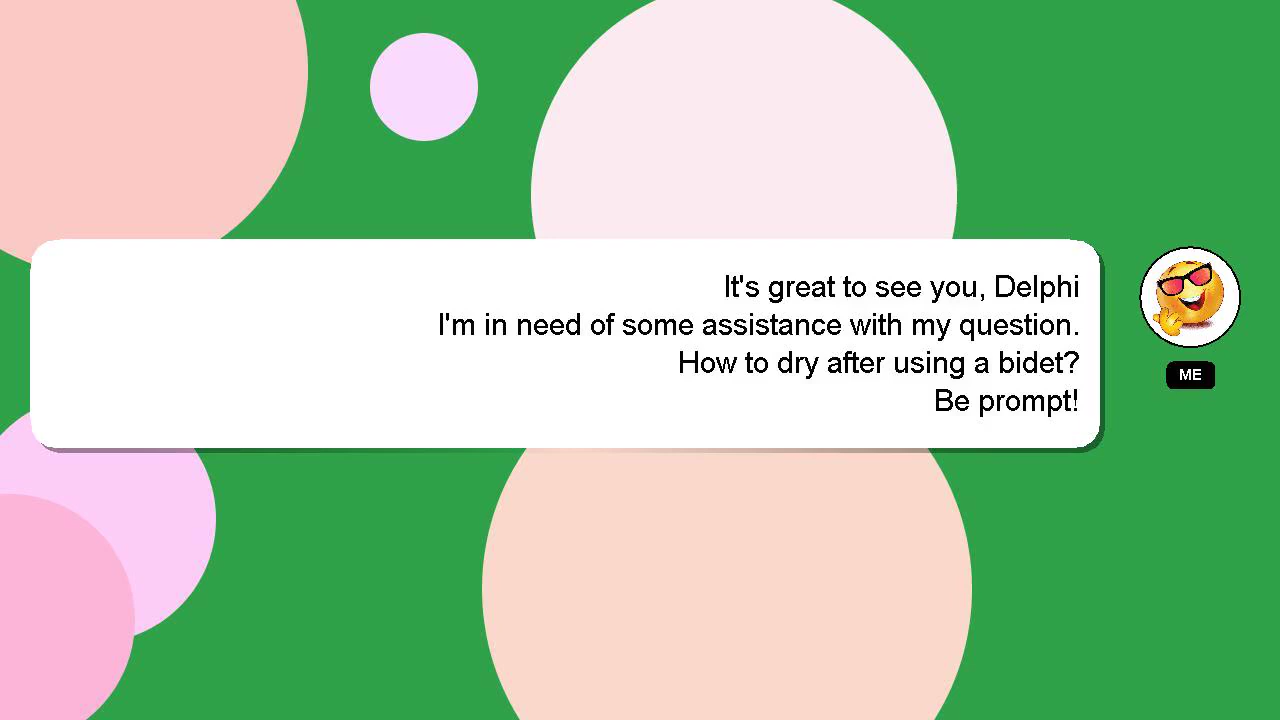 It's great to see you, Delphi
I'm in need of some assistance with my question.
How to dry after using a bidet?
Be prompt!
ME